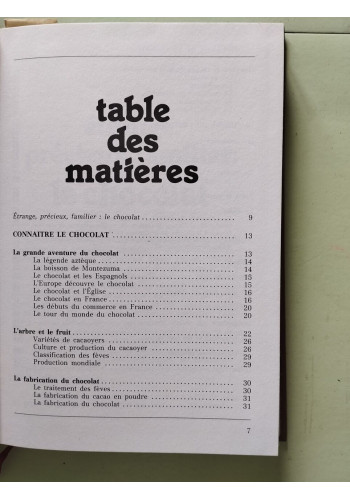 table
des
matières
Étrange, précieux, familier : le chocolat 9
CONNAITRE LE CHOCOLAT 13
La grande aventure du chocolat 13
La légende aztèque 14
La boisson de Montezuma 14
Le chocolat et les Espagnols 15
L'Europe découvre le chocolat 15
Le chocolat et l'Église 16
Le chocolat en France 16
Les débuts du commerce en France 20
Le tour du monde du chocolat 20
L'arbre et le fruit 22
Variétés de cacaoyers 26
Culture et production du cacaoyer 26
Classification des fèves 29
Production mondiale 29
La fabrication du chocolat 30
Le traitement des fèves 30
La fabrication du cacao en poudre 31
La fabrication du chocolat 31
7